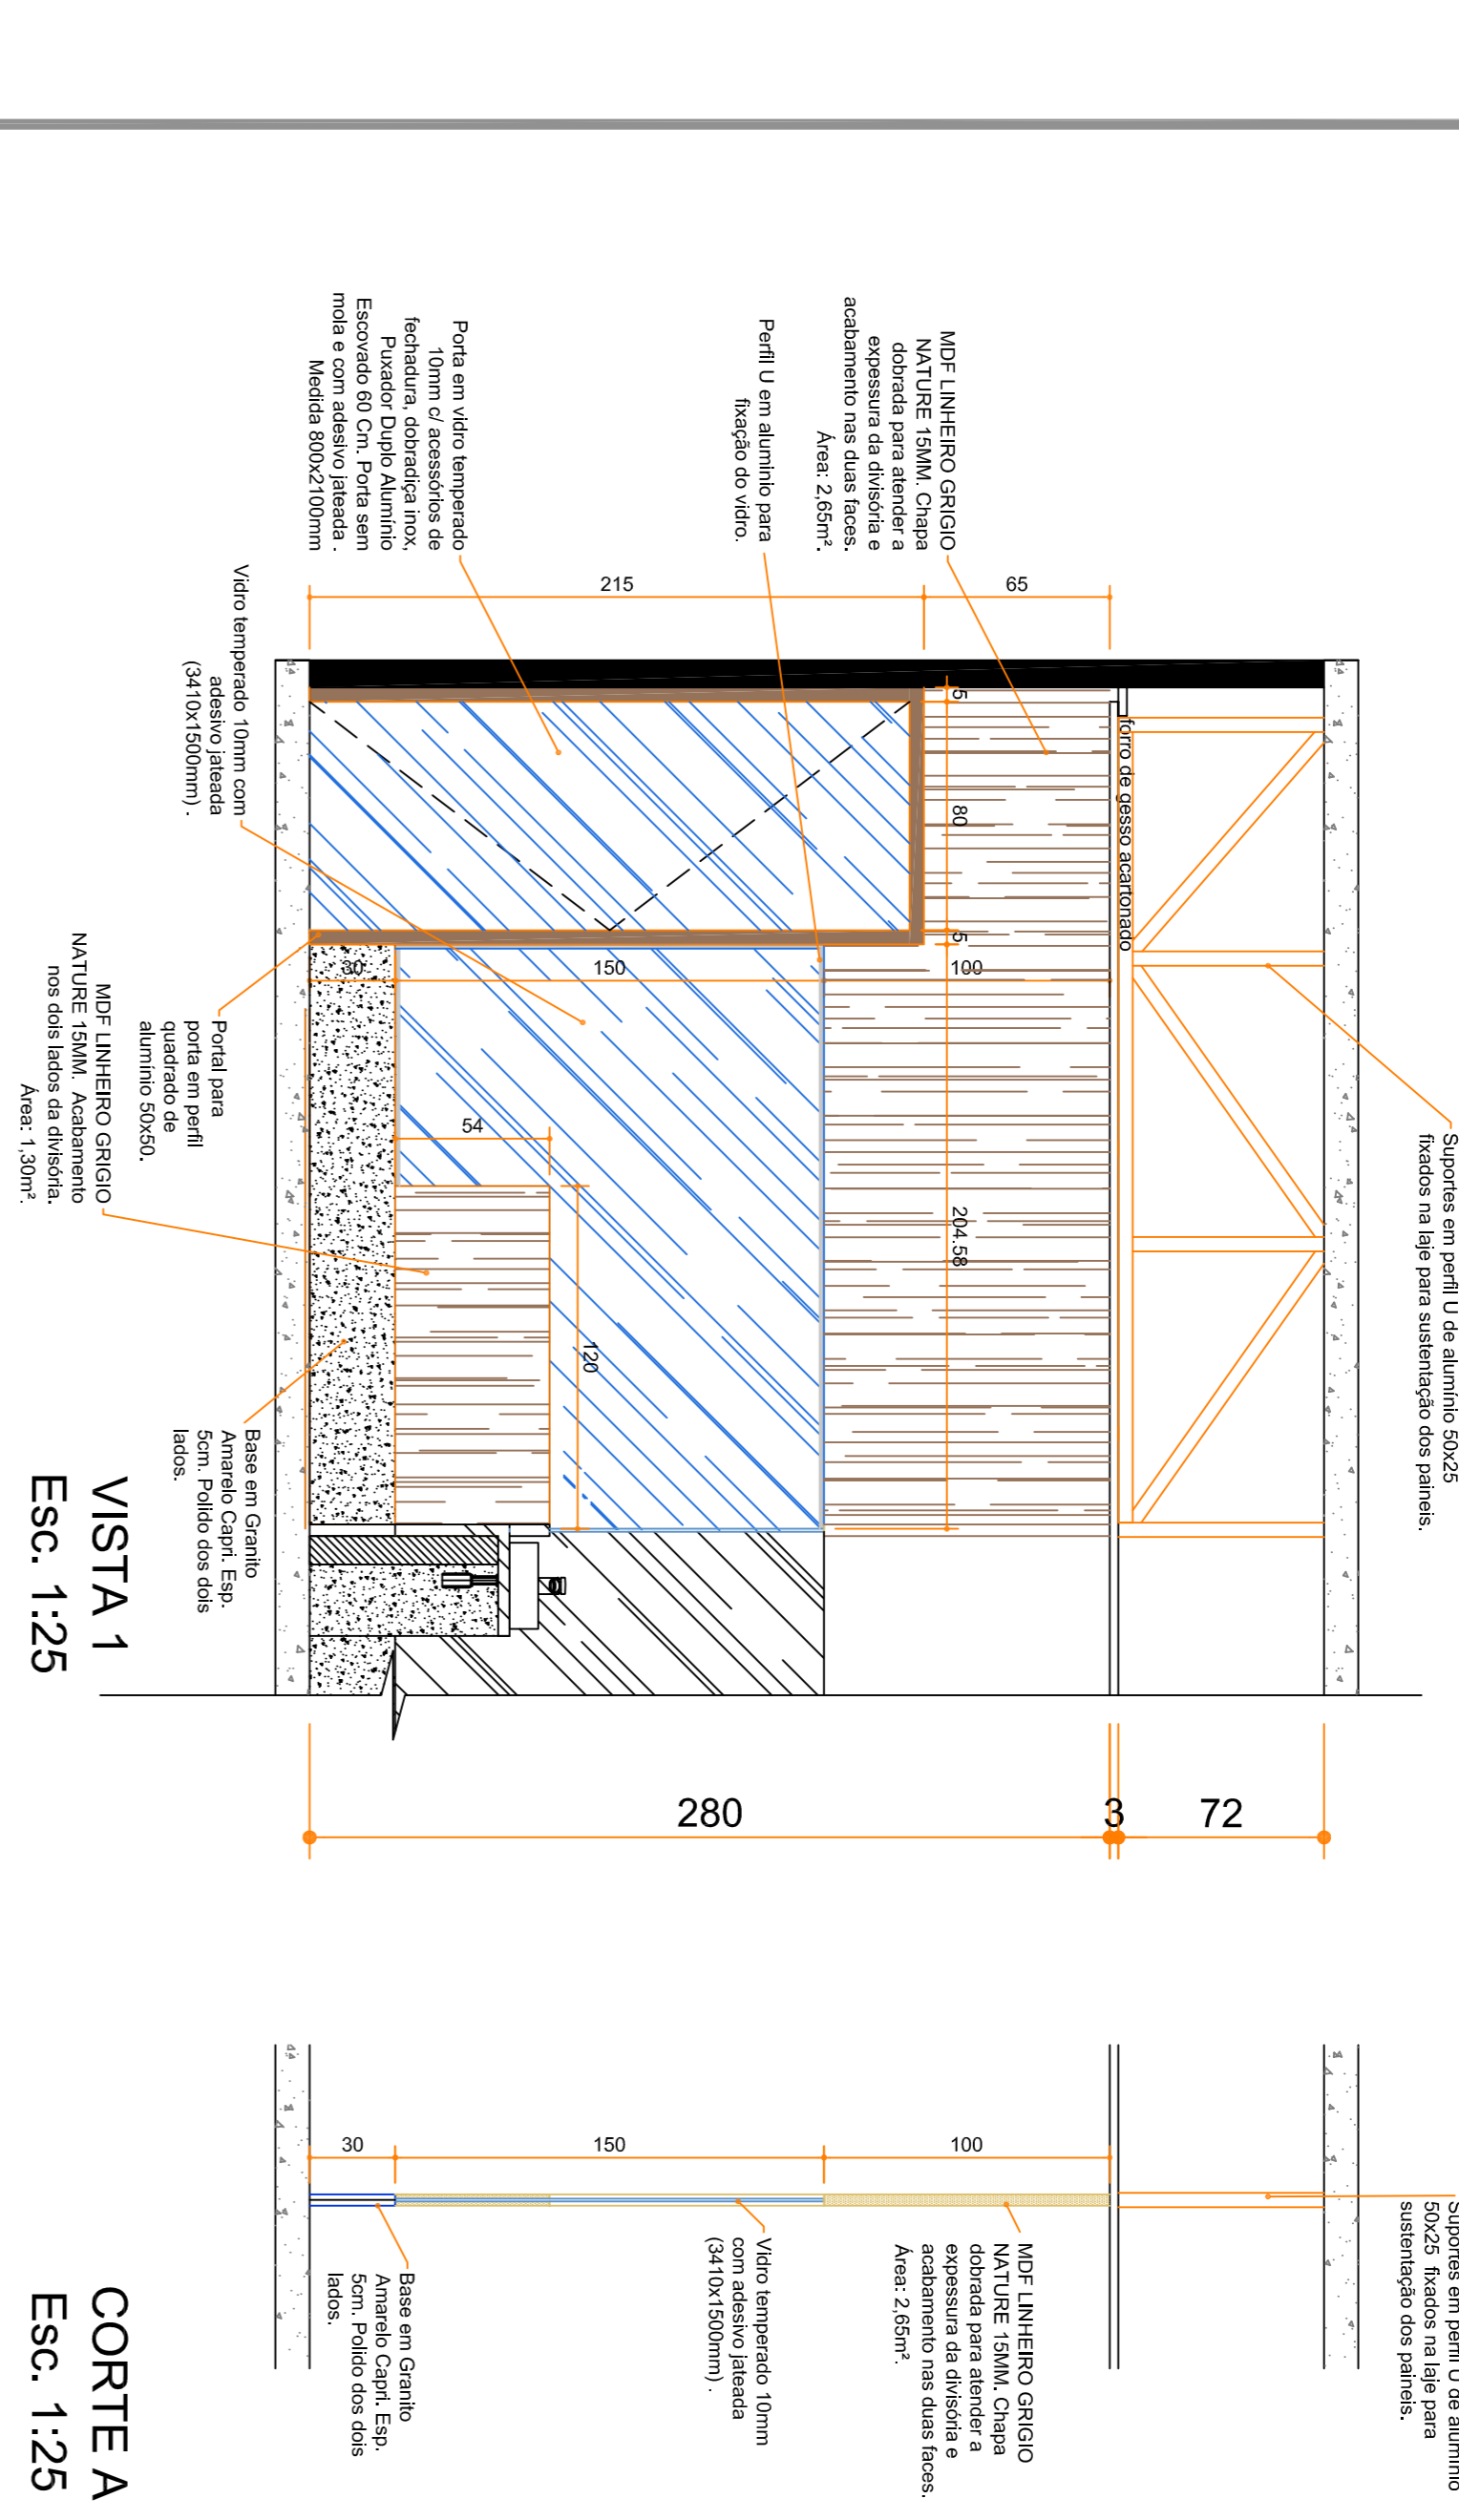 Suportes em perfil U de alumínio 50x25
fixados na laje para sustentação dos paineis.
MDF LINHEIRO GRIGIO
NATURE 15MM. Chapa
dobrada para atender a
expessura da divisória e
acabamento nas duas faces.
Área: 2,65m².
Perfil U em aluminio para
fixação do vidro.
Porta em vidro temperado
10mm c/ acessórios de
fechadura, dobradiça inox,
Puxador Duplo Alumínio
Escovado 60 Cm. Porta sem
mola e com adesivo jateada .
Medida 800x2100mm
Vidro temperado 10mm com
adesivo jateada
(3410x1500mm) .
65
215
forro de gesso acartonado
5
80
5
204.58
100
150
30
54
120
Portal para
porta em perfil
quadrado de
alumínio 50x50.
MDF LINHEIRO GRIGIO
NATURE 15MM. Acabamento
nos dois lados da divisória.
Área: 1,30m².
Base em Granito
Amarelo Capri. Esp.
5cm. Polido dos dois
lados.
72
3
280
VISTA 1
Esc. 1:25
Suportes em perfil U de alumínio
50x25 fixados na laje para
sustentação dos paineis.
100
150
30
MDF LINHEIRO GRIGIO
NATURE 15MM. Chapa
dobrada para atender a
expessura da divisória e
acabamento nas duas faces.
Área: 2,65m².
Vidro temperado 10mm
com adesivo jateada
(3410x1500mm) .
Base em Granito
Amarelo Capri. Esp.
5cm. Polido dos dois
lados.
CORTE A
Esc. 1:25